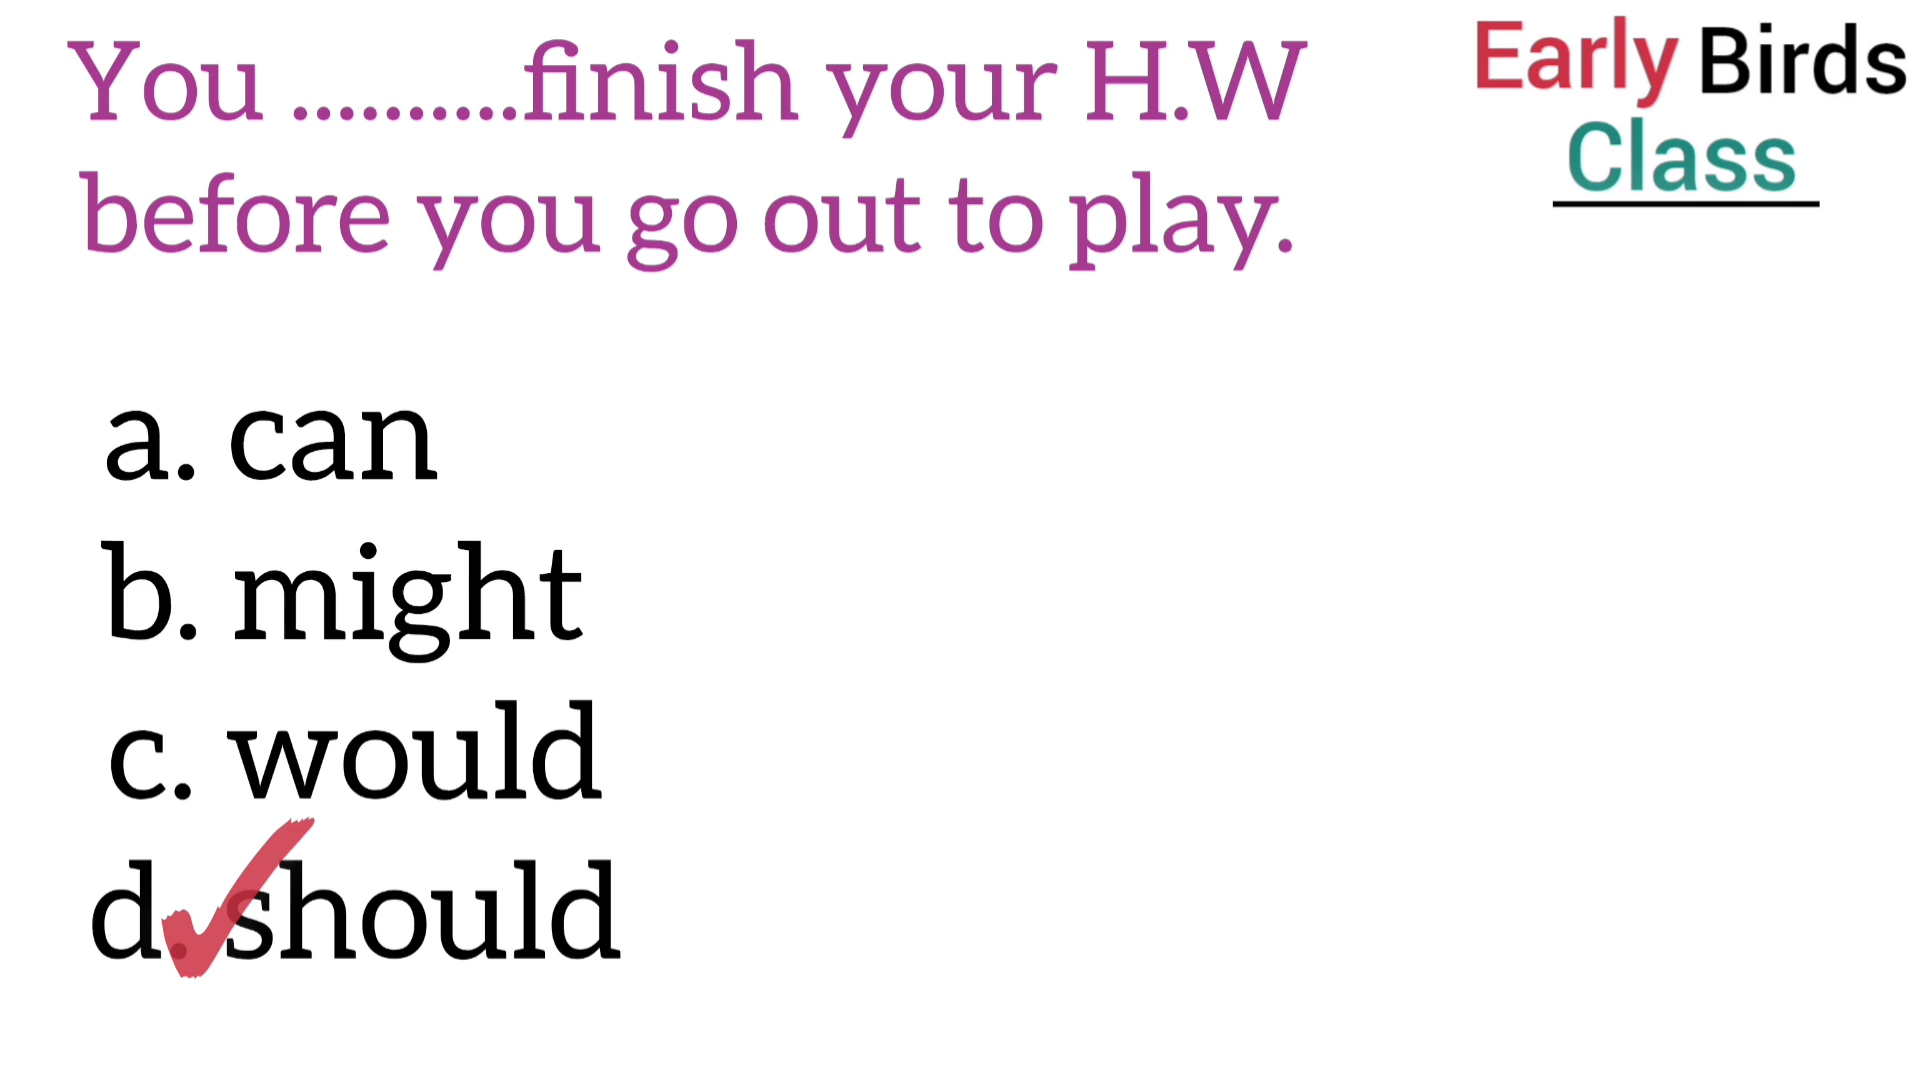 You ..........finish your H.W
before you go out to play.
Early Birds
Class
a. can
b. might
c. would
d. should